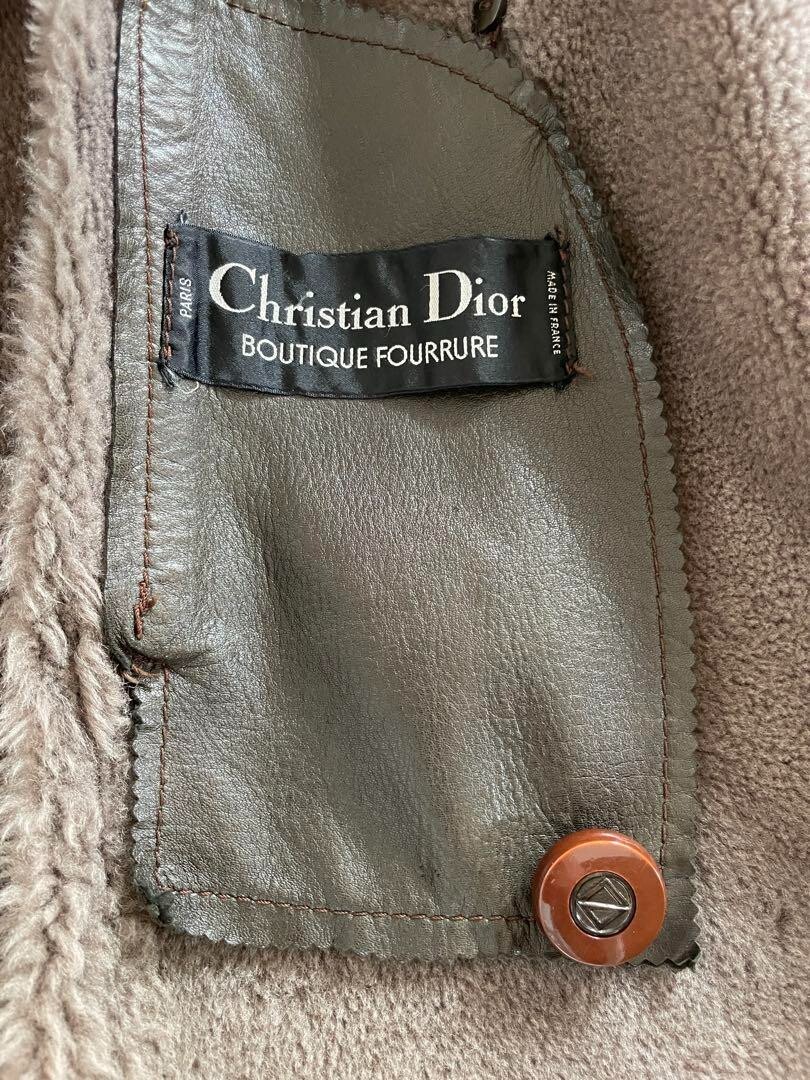 PARIS
Christian Dior
BOUTIQUE FOURRURE
MADE IN FRANCE